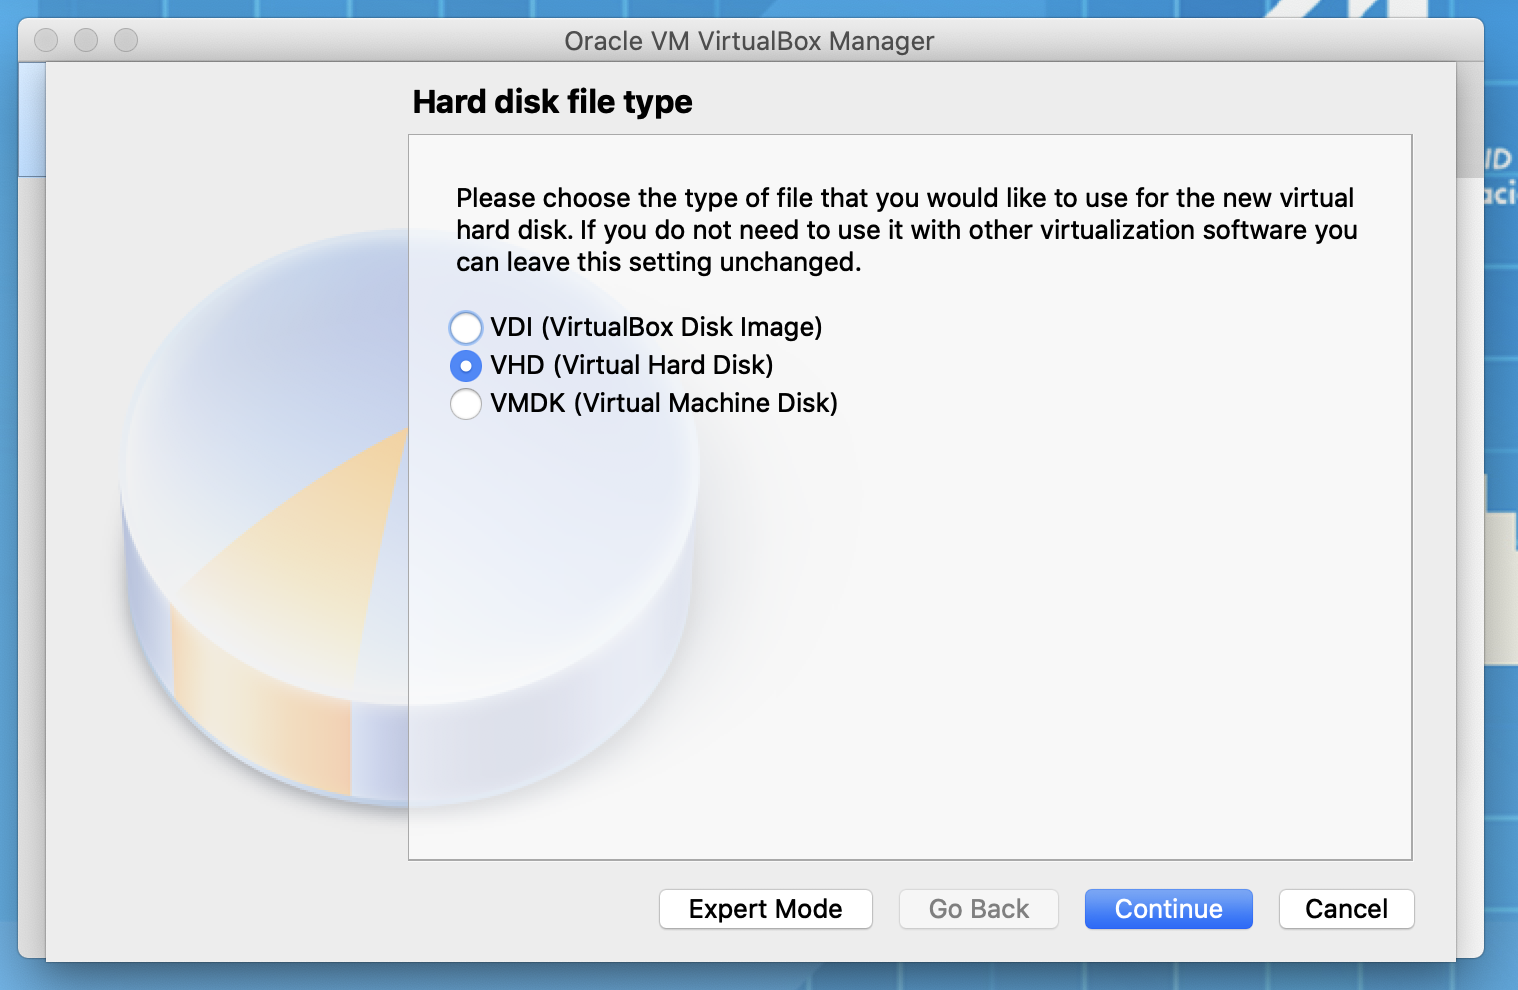 Oracle VM VirtualBox Manager
Hard disk file type
Please choose the type of file that you would like to use for the new virtual
hard disk. If you do not need to use it with other virtualization software you
can leave this setting unchanged.
VDI (VirtualBox Disk Image)
VHD (Virtual Hard Disk)
VMDK (Virtual Machine Disk)
Expert Mode
Go Back
Continue
Cancel